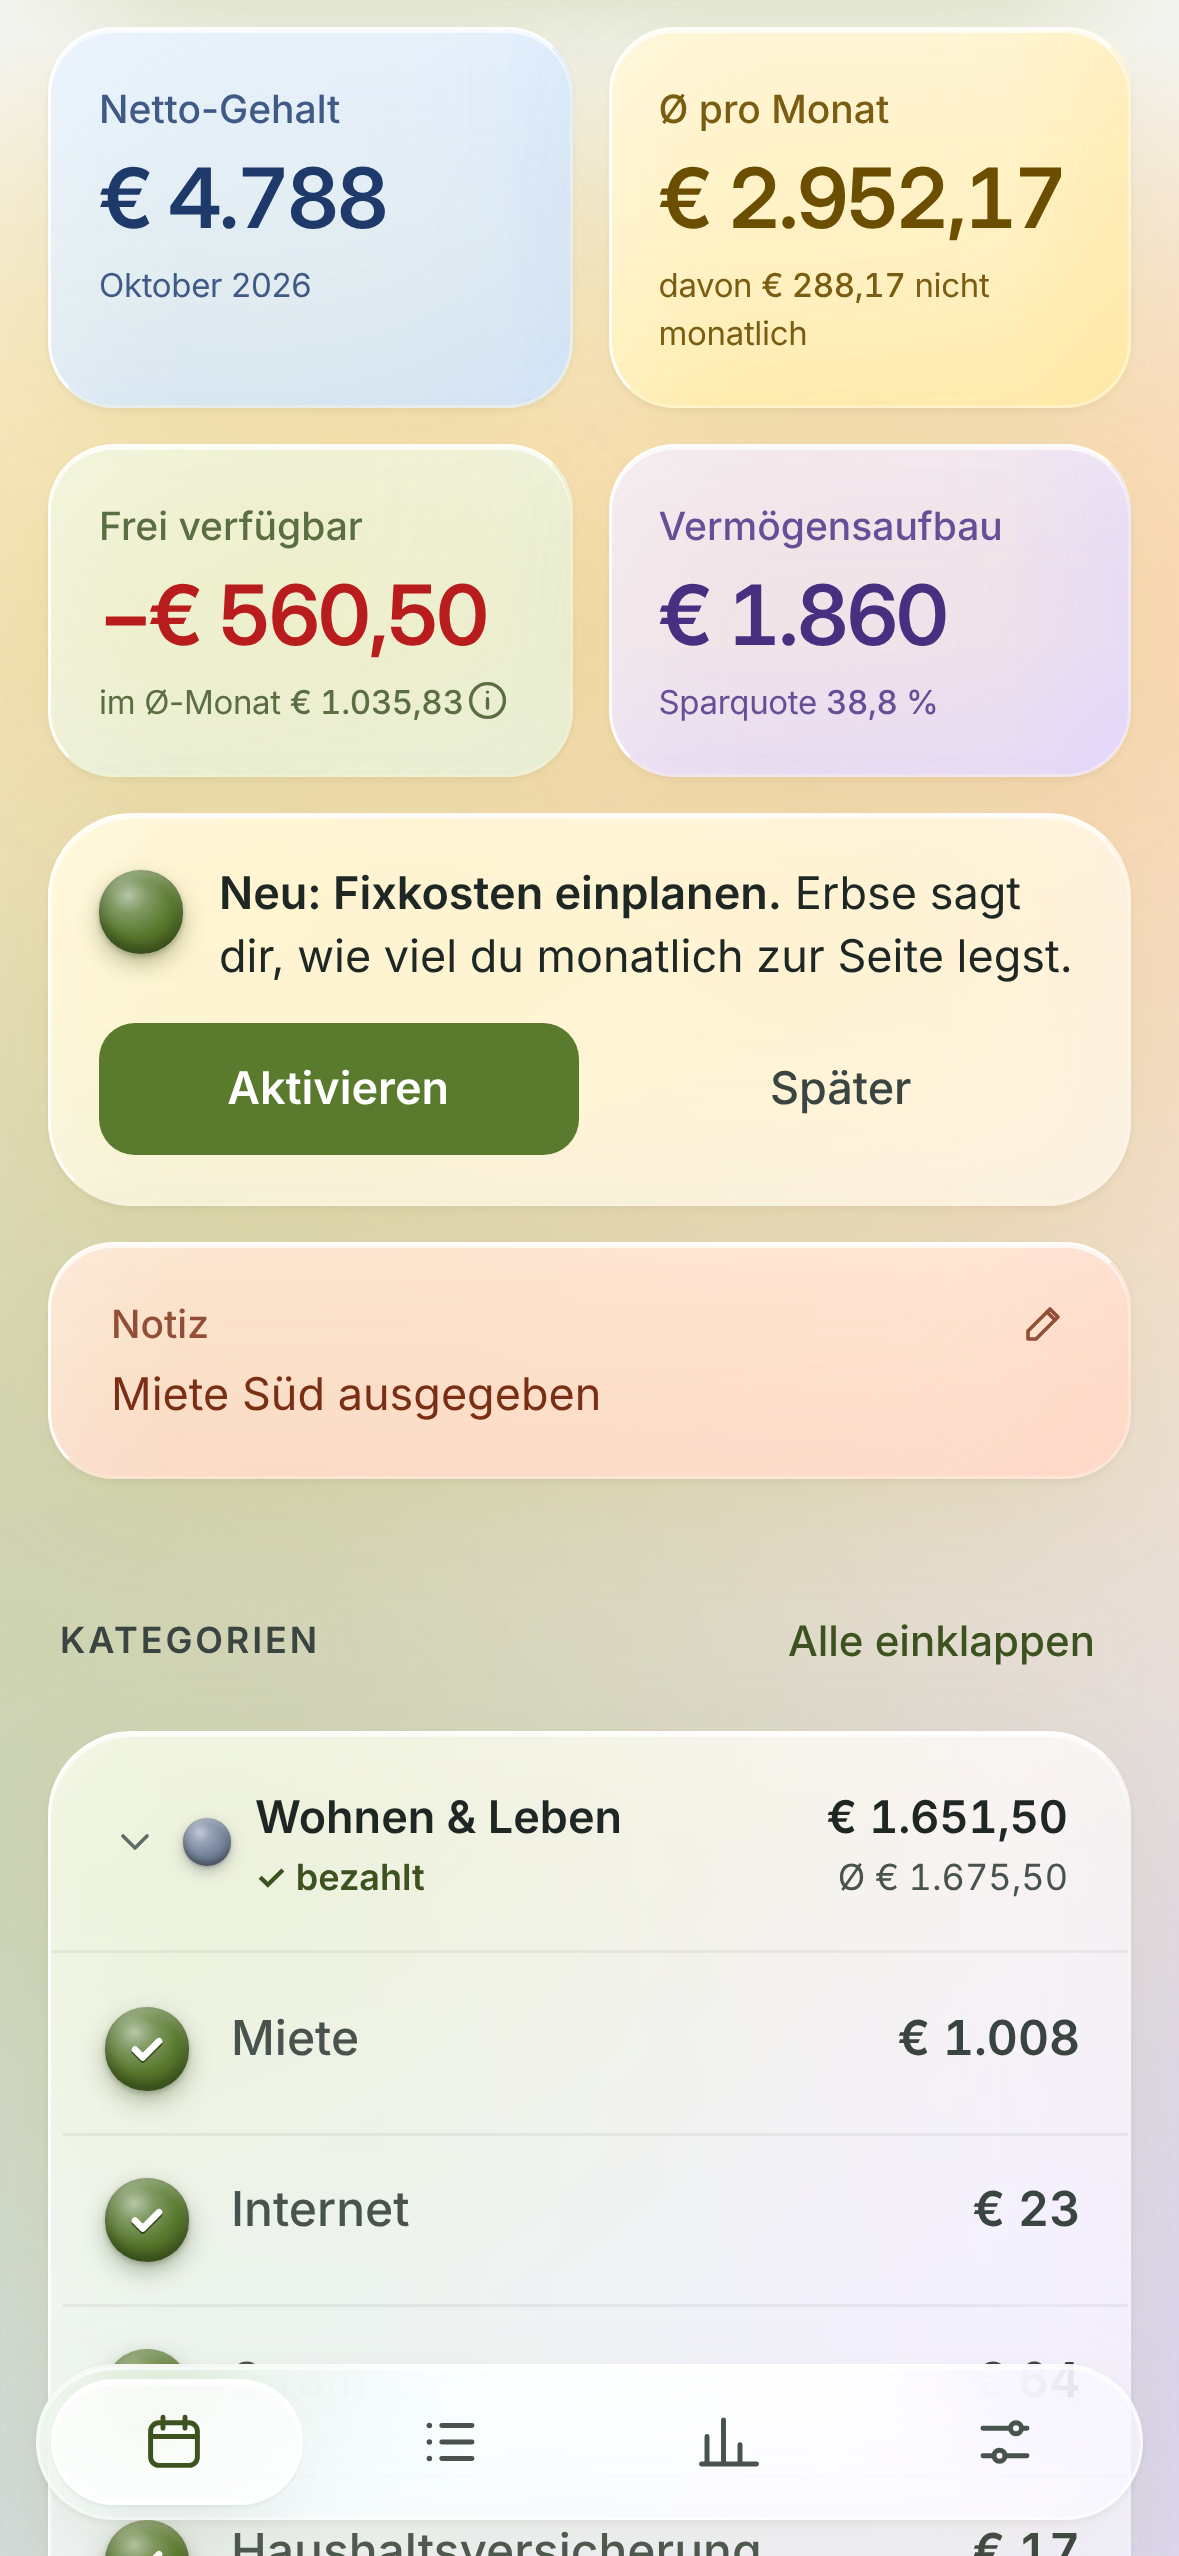 Netto-Gehalt
€ 4.788
Oktober 2026
Ø pro Monat
€ 2.952,17
davon € 288,17 nicht
monatlich
Frei verfügbar
–€ 560,50
im Ø-Monat € 1.035,83
Vermögensaufbau
€ 1.860
Sparquote 38,8 %
Neu: Fixkosten einplanen. Erbse sagt
dir, wie viel du monatlich zur Seite legst.
Aktivieren
Später
Notiz
Miete Süd ausgegeben
KATEGORIEN
Alle einklappen
Wohnen & Leben
€ 1.651,50
✓ bezahlt
Ø € 1.675,50
Miete
€ 1.008
Internet
€ 23
€ 64
Haushaltsversicherung
€ 17